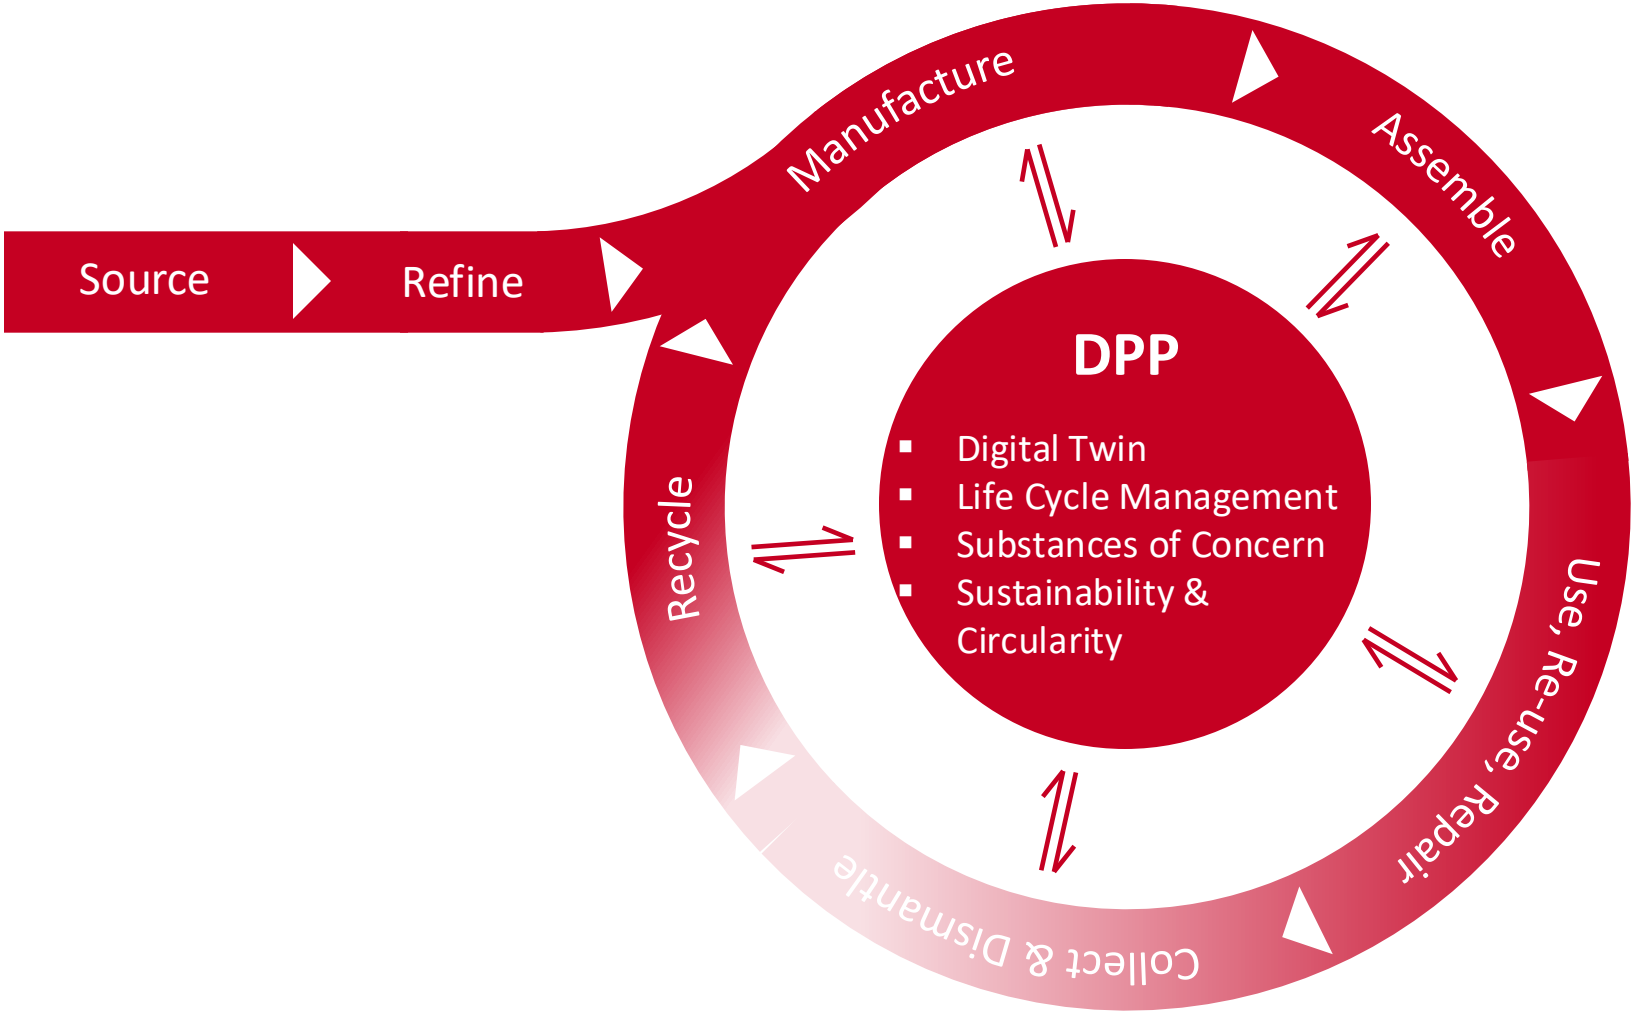 Source
Refine
Manufacture
Assemble
Use, Re-use, Repair
Collect & Dismantle
Recycle
DPP
▪ Digital Twin
▪ Life Cycle Management
▪ Substances of Concern
▪ Sustainability &
Circularity